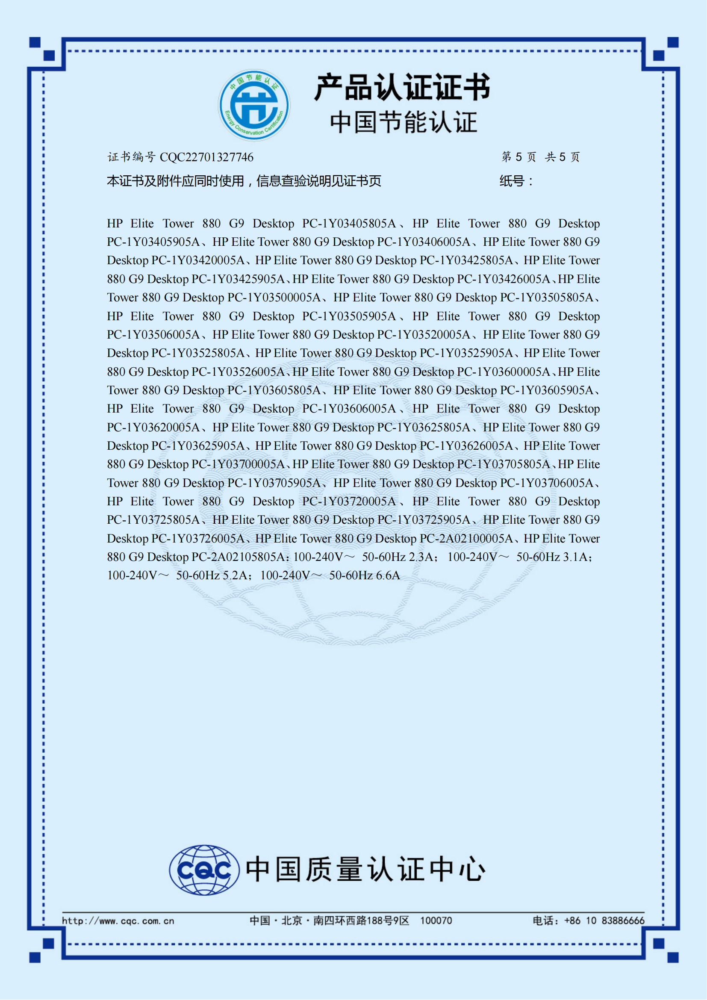 中国节能认证
Energy Conservation Certification
产品认证证书
中国节能认证
证书编号 CQC22701327746
第 5 页 共 5 页
本证书及附件应同时使用，信息查验说明见证书页
纸号：
HP Elite Tower 880 G9 Desktop PC-1Y03405805A、HP Elite Tower 880 G9 Desktop
PC-1Y03405905A、HP Elite Tower 880 G9 Desktop PC-1Y03406005A、HP Elite Tower 880 G9
Desktop PC-1Y03420005A、HP Elite Tower 880 G9 Desktop PC-1Y03425805A、HP Elite Tower
880 G9 Desktop PC-1Y03425905A、HP Elite Tower 880 G9 Desktop PC-1Y03426005A、HP Elite
Tower 880 G9 Desktop PC-1Y03500005A、HP Elite Tower 880 G9 Desktop PC-1Y03505805A、
HP Elite Tower 880 G9 Desktop PC-1Y03505905A、HP Elite Tower 880 G9 Desktop
PC-1Y03506005A、HP Elite Tower 880 G9 Desktop PC-1Y03520005A、HP Elite Tower 880 G9
Desktop PC-1Y03525805A、HP Elite Tower 880 G9 Desktop PC-1Y03525905A、HP Elite Tower
880 G9 Desktop PC-1Y03526005A、HP Elite Tower 880 G9 Desktop PC-1Y03600005A、HP Elite
Tower 880 G9 Desktop PC-1Y03605805A、HP Elite Tower 880 G9 Desktop PC-1Y03605905A、
HP Elite Tower 880 G9 Desktop PC-1Y03606005A、HP Elite Tower 880 G9 Desktop
PC-1Y03620005A、HP Elite Tower 880 G9 Desktop PC-1Y03625805A、HP Elite Tower 880 G9
Desktop PC-1Y03625905A、HP Elite Tower 880 G9 Desktop PC-1Y03626005A、HP Elite Tower
880 G9 Desktop PC-1Y03700005A、HP Elite Tower 880 G9 Desktop PC-1Y03705805A、HP Elite
Tower 880 G9 Desktop PC-1Y03705905A、HP Elite Tower 880 G9 Desktop PC-1Y03706005A、
HP Elite Tower 880 G9 Desktop PC-1Y03720005A、HP Elite Tower 880 G9 Desktop
PC-1Y03725805A、HP Elite Tower 880 G9 Desktop PC-1Y03725905A、HP Elite Tower 880 G9
Desktop PC-1Y03726005A、HP Elite Tower 880 G9 Desktop PC-2A02100005A、HP Elite Tower
880 G9 Desktop PC-2A02105805A：100-240V～ 50-60Hz 2.3A； 100-240V～ 50-60Hz 3.1A；
100-240V～ 50-60Hz 5.2A；100-240V～ 50-60Hz 6.6A
CQC
CQC 中国质量认证中心
http://www.cqc.com.cn
中国·北京·南四环西路188号9区 100070
电话：+86 10 83886666